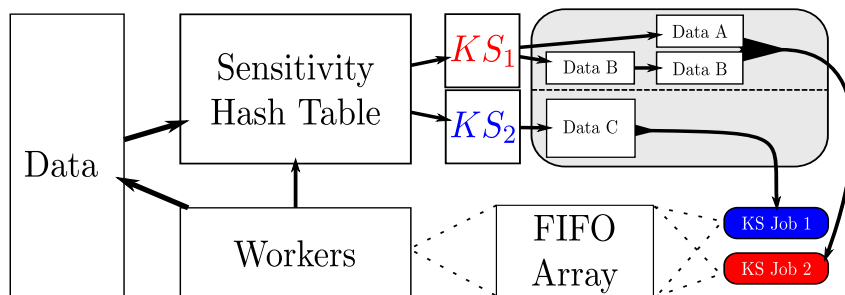 Data
Sensitivity
Hash Table
KS₁
KS₂
Data A
Data B
Data B
Data C
Workers
FIFO
Array
KS Job 1
KS Job 2